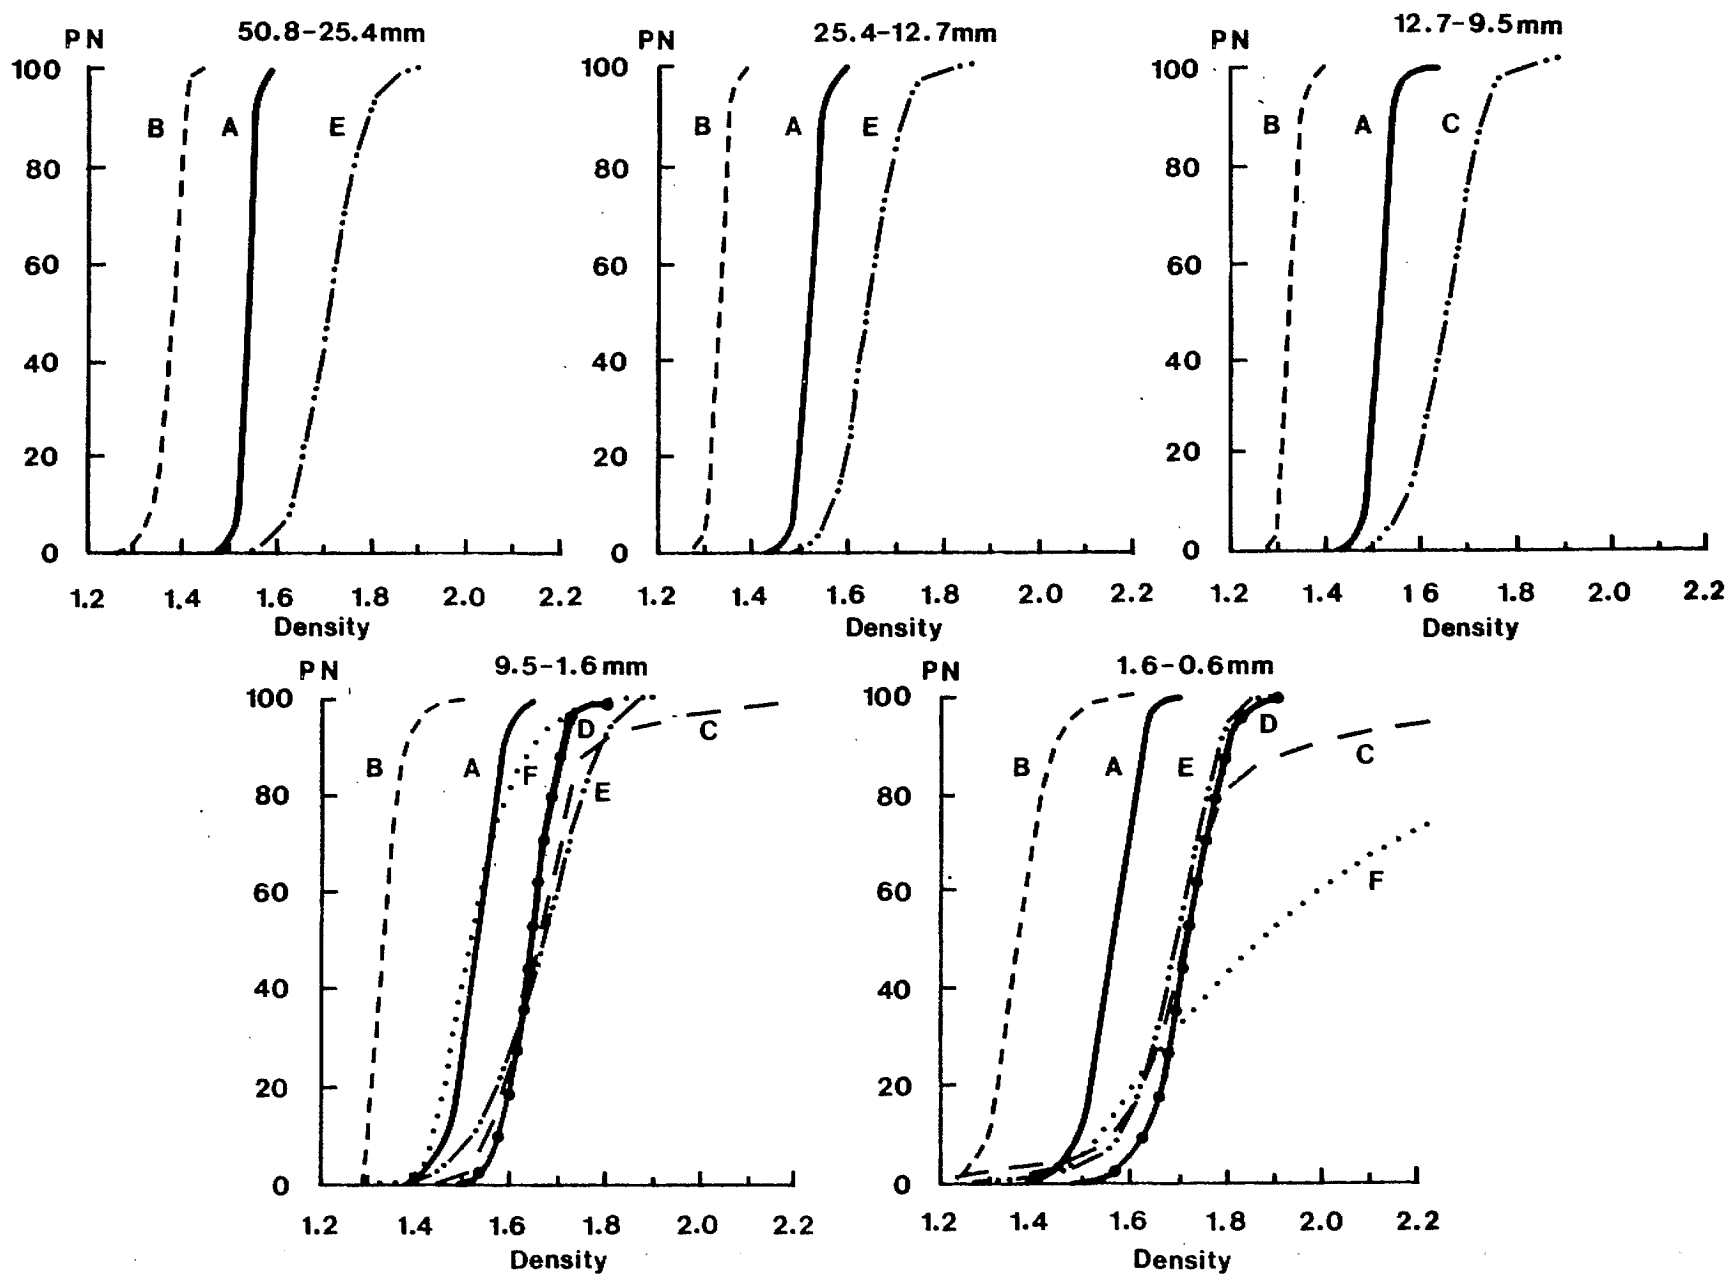 50.8-25.4mm 25.4-12.7mm 12.7-9.5mm
PN PN PN
100 100 100
B A E B A E B A C
80 80 80
60 60 60
40 40 40
20 20 20
0 0 0
1.2 1.4 1.6 1.8 2.0 2.2 1.2 1.4 1.6 1.8 2.0 2.2 1.2 1.4 1 6 1.8 2.0 2.2
Density Density Density
PN 9.5-1.6mm PN 1.6-0.6mm
100 100
D C D C
B A F B A E
E
80 80
60 60
F
40 40
20 20
0 0
1.2 1.4 1.6 1.8 2.0 2.2 1.2 1.4 1.6 1.8 2.0 2.2
Density Density